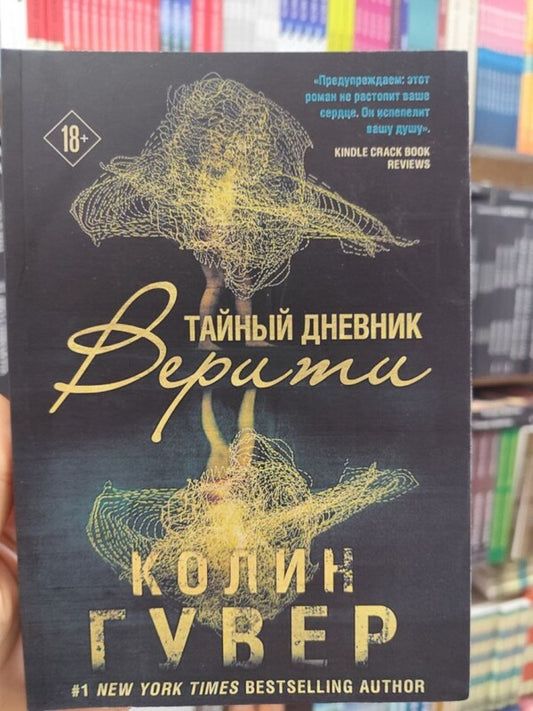 «Предупреждаем: этот
роман не растопит ваше
сердце. Он испепелит
вашу душу».
KINDLE CRACK BOOK
REVIEWS
18+
ТАЙНЫЙ ДНЕВНИК
Верити
КОЛИН
ГУВЕР
#1 NEW YORK TIMES BESTSELLING AUTHOR